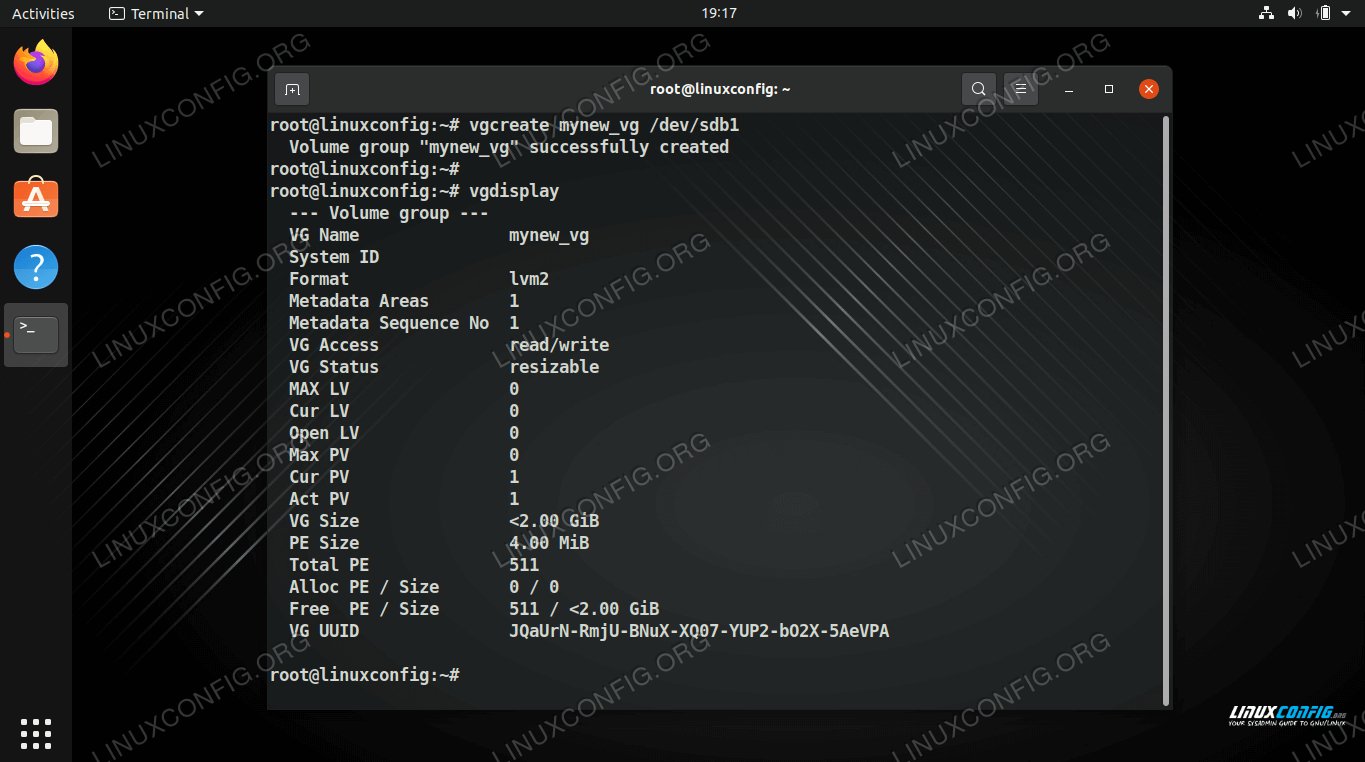 Activities
Terminal
19:17
root@linuxconfig: ~
root@linuxconfig:~# vgcreate mynew_vg /dev/sdb1
  Volume group "mynew_vg" successfully created
root@linuxconfig:~#
root@linuxconfig:~# vgdisplay
  --- Volume group ---
  VG Name               mynew_vg
  System ID
  Format                lvm2
  Metadata Areas        1
  Metadata Sequence No  1
  VG Access             read/write
  VG Status             resizable
  MAX LV                0
  Cur LV                0
  Open LV               0
  Max PV                0
  Cur PV                1
  Act PV                1
  VG Size               <2.00 GiB
  PE Size               4.00 MiB
  Total PE              511
  Alloc PE / Size       0 / 0
  Free  PE / Size       511 / <2.00 GiB
  VG UUID               JQaUrN-RmjU-BNuX-XQ07-YUP2-bO2X-5AeVPA
root@linuxconfig:~#
LINUXCONFIG.ORG
YOUR SYSADMIN GUIDE TO GNU/LINUX
LINUXCONFIG.ORG